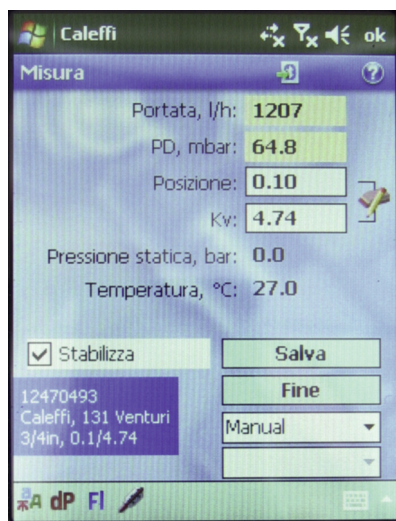 Caleffi ok
Misura
Portata, l/h: 1207
PD, mbar: 64.8
Posizione: 0.10
Kv: 4.74
Pressione statica, bar: 0.0
Temperatura, °C: 27.0
Stabilizza Salva
Fine
12470493
Caleffi, 131 Venturi
3/4in, 0.1/4.74
Manual
A dP Fl